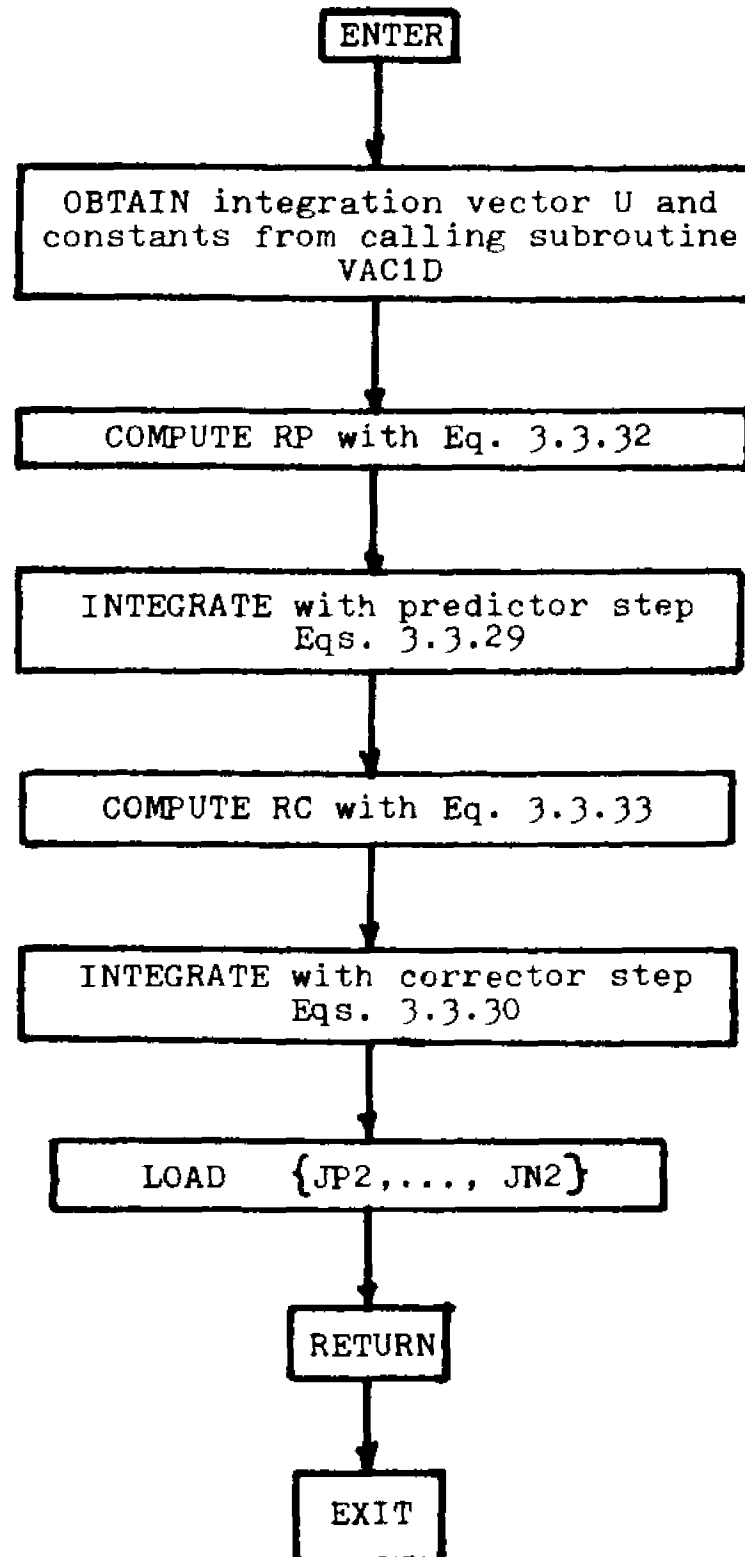 ENTER
OBTAIN integration vector U and
constants from calling subroutine
VAC1D
COMPUTE RP with Eq. 3.3.32
INTEGRATE with predictor step
Eqs. 3.3.29
COMPUTE RC with Eq. 3.3.33
INTEGRATE with corrector step
Eqs. 3.3.30
LOAD {JP2,..., JN2}
RETURN
EXIT